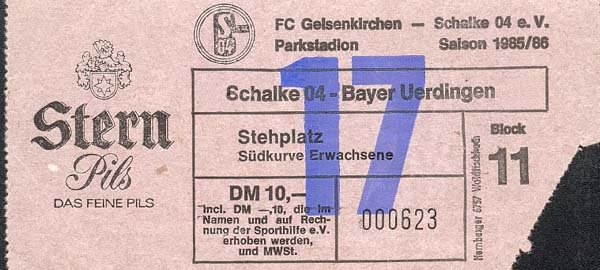 FC Gelsenkirchen — Schalke 04 e. V.
Parkstadion Saison 1985/86
17
Schalke 04 - Bayer Uerdingen
Stern
Pils
DAS FEINE PILS
Stehplatz
Südkurve Erwachsene
Block
11
DM 10,—
incl. DM —,10, die im
Namen und auf Rech-
nung der Sporthilfe e.V.
erhoben werden,
und MWSt.
000623